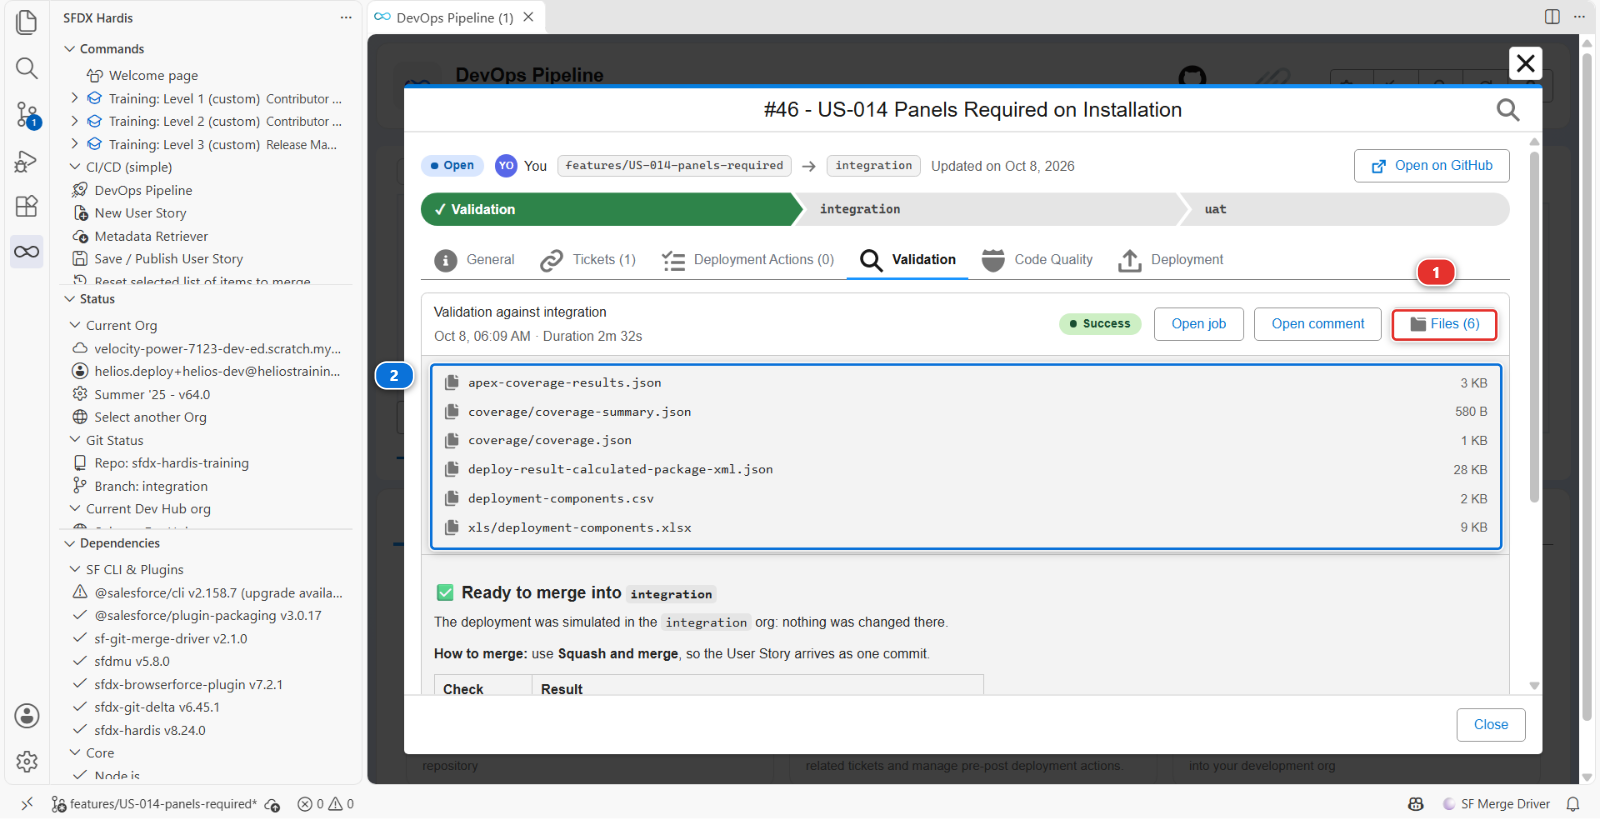 SFDX Hardis
Commands
Welcome page
Training: Level 1 (custom) Contributor ...
Training: Level 2 (custom) Contributor ...
Training: Level 3 (custom) Release Ma...
CI/CD (simple)
DevOps Pipeline
New User Story
Metadata Retriever
Save / Publish User Story
Reset selected list of items to merge
Status
Current Org
velocity-power-7123-dev-ed.scratch.my...
helios.deploy+helios-dev@heliostrainin...
Summer '25 - v64.0
Select another Org
Git Status
Repo: sfdx-hardis-training
Branch: integration
Current Dev Hub org
Dependencies
SF CLI & Plugins
@salesforce/cli v2.158.7 (upgrade availa...
@salesforce/plugin-packaging v3.0.17
sf-git-merge-driver v2.1.0
sfdmu v5.8.0
sfdx-browserforce-plugin v7.2.1
sfdx-git-delta v6.45.1
sfdx-hardis v8.24.0
Core
Node.js
DevOps Pipeline (1)
DevOps Pipeline
#46 - US-014 Panels Required on Installation
Open YO You features/US-014-panels-required → integration Updated on Oct 8, 2026 Open on GitHub
✓ Validation integration uat
General Tickets (1) Deployment Actions (0) Validation Code Quality Deployment
1
Validation against integration
Oct 8, 06:09 AM · Duration 2m 32s
Success Open job Open comment Files (6)
2
apex-coverage-results.json 3 KB
coverage/coverage-summary.json 580 B
coverage/coverage.json 1 KB
deploy-result-calculated-package-xml.json 28 KB
deployment-components.csv 2 KB
xls/deployment-components.xlsx 9 KB
Ready to merge into integration
The deployment was simulated in the integration org: nothing was changed there.
How to merge: use Squash and merge, so the User Story arrives as one commit.
Check Result
Close
repository related tickets and manage pre-post deployment actions. into your development org
1
features/US-014-panels-required* 0 0 SF Merge Driver